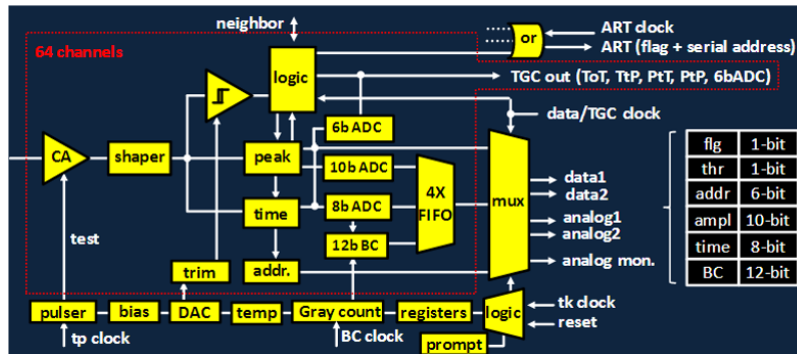 neighbor
ART clock
or
ART (flag + serial address)
64 channels
logic
TGC out (ToT, TtP, PtT, PtP, 6bADC)
data/TGC clock
6b ADC
CA
shaper
peak
10b ADC
4X
FIFO
mux
time
8b ADC
12b BC
addr.
test
trim
data1
data2
analog1
analog2
analog mon.
flg 1-bit
thr 1-bit
addr 6-bit
ampl 10-bit
time 8-bit
BC 12-bit
pulser
bias
DAC
temp
Gray count
registers
logic
tk clock
reset
tp clock
BC clock
prompt